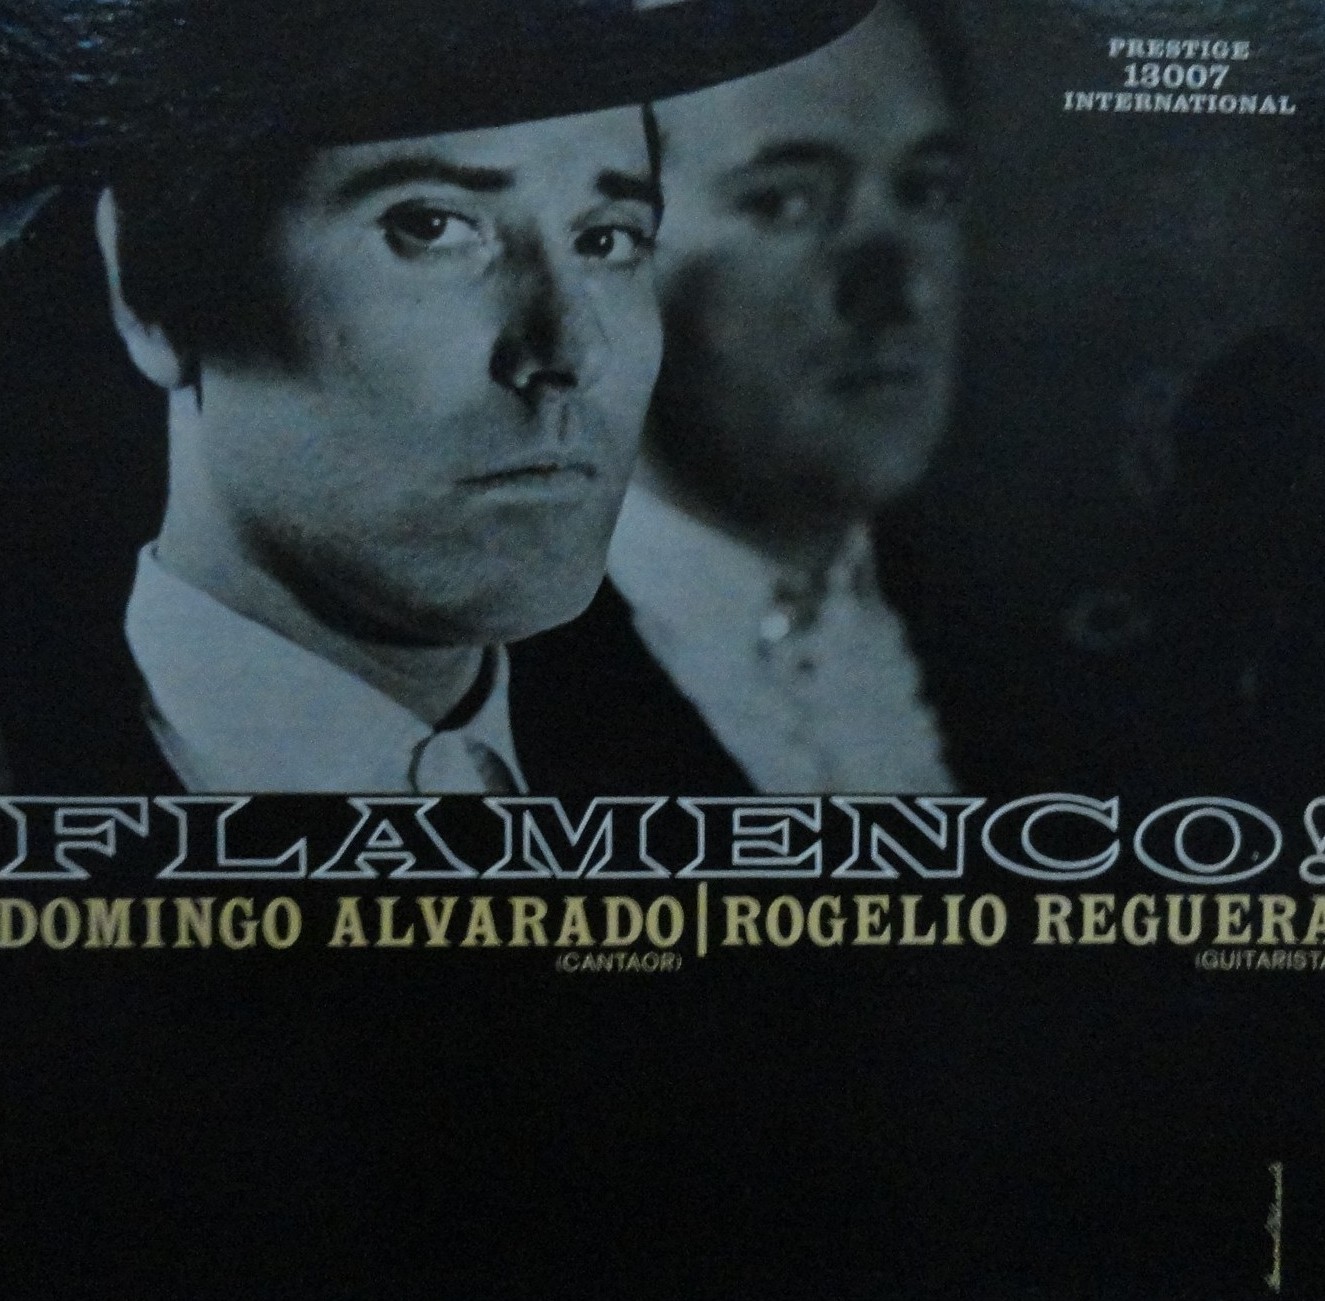 PRESTIGE
13007
INTERNATIONAL
FLAMENCO!
DOMINGO ALVARADO | ROGELIO REGUERA
(CANTAOR) (GUITARISTA